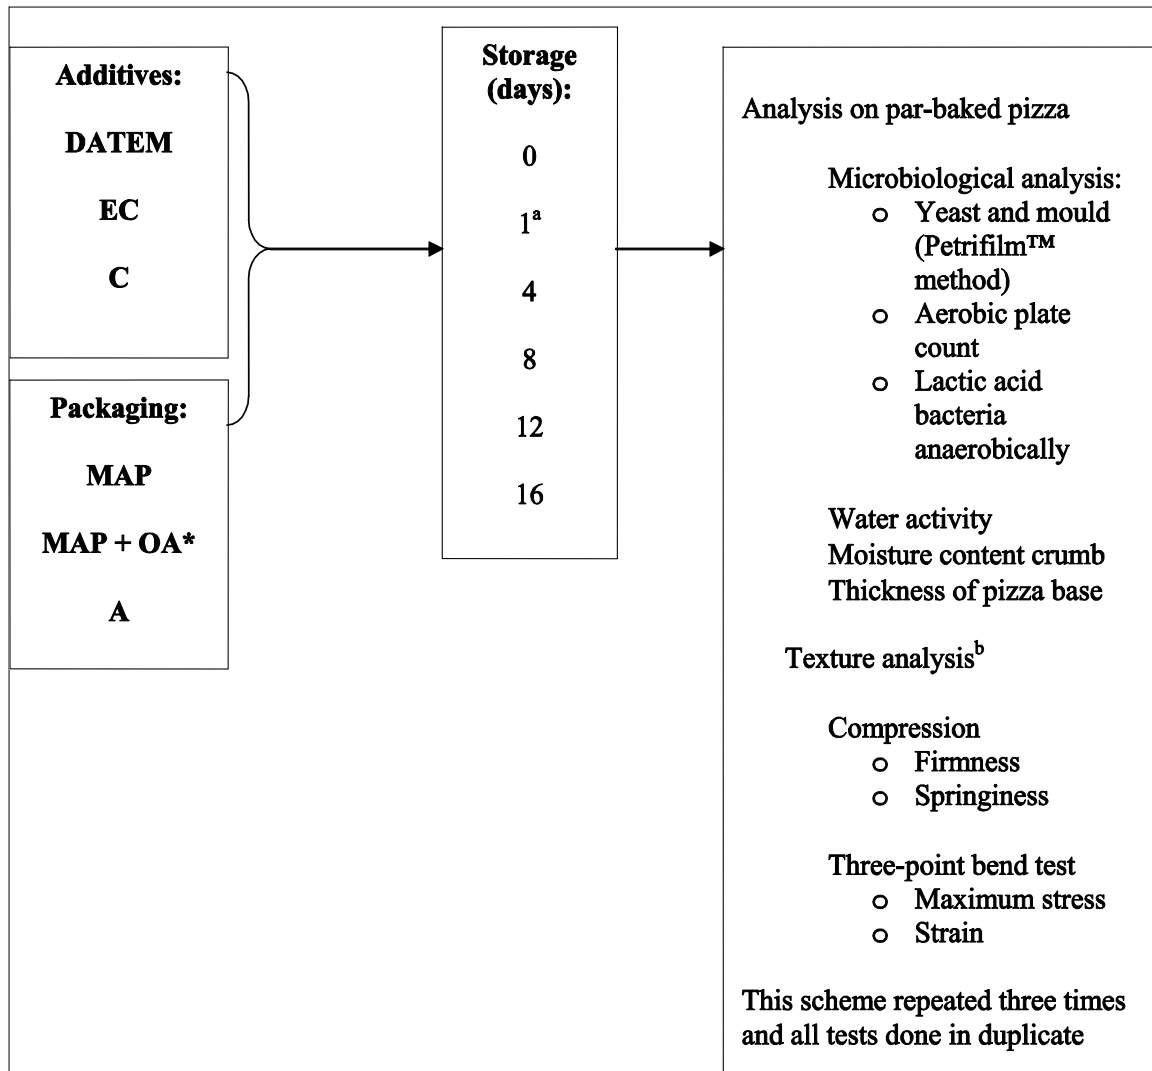 Additives:
DATEM
EC
C
Packaging:
MAP
MAP + OA*
A
Storage
(days):
0
1ᵃ
4
8
12
16
Analysis on par-baked pizza
Microbiological analysis:
o Yeast and mould
(Petrifilm™
method)
o Aerobic plate
count
o Lactic acid
bacteria
anaerobically
Water activity
Moisture content crumb
Thickness of pizza base
Texture analysisᵇ
Compression
o Firmness
o Springiness
Three-point bend test
o Maximum stress
o Strain
This scheme repeated three times
and all tests done in duplicate